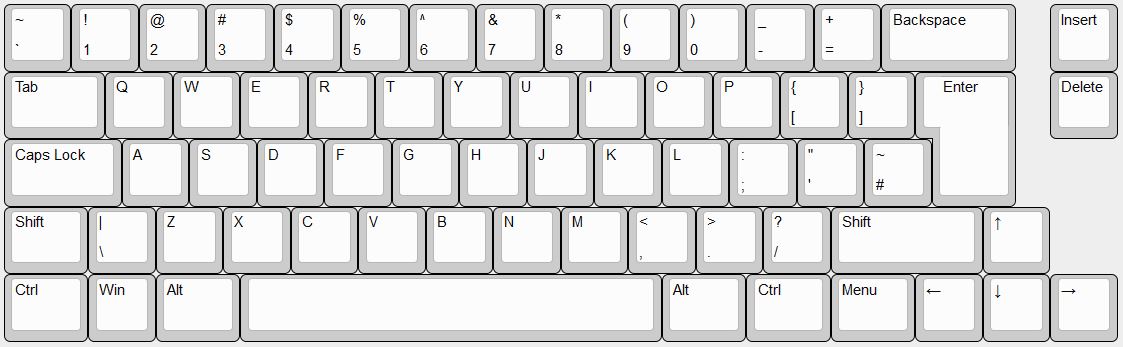 ~ ! @ # $ % ^ & * ( ) _ + Backspace Insert
` 1 2 3 4 5 6 7 8 9 0 - =
Tab Q W E R T Y U I O P { } Enter Delete
[ ]
Caps Lock A S D F G H J K L : " ~
; ' #
Shift | Z X C V B N M < > ? Shift ↑
\ , . /
Ctrl Win Alt Alt Ctrl Menu ← ↓ →